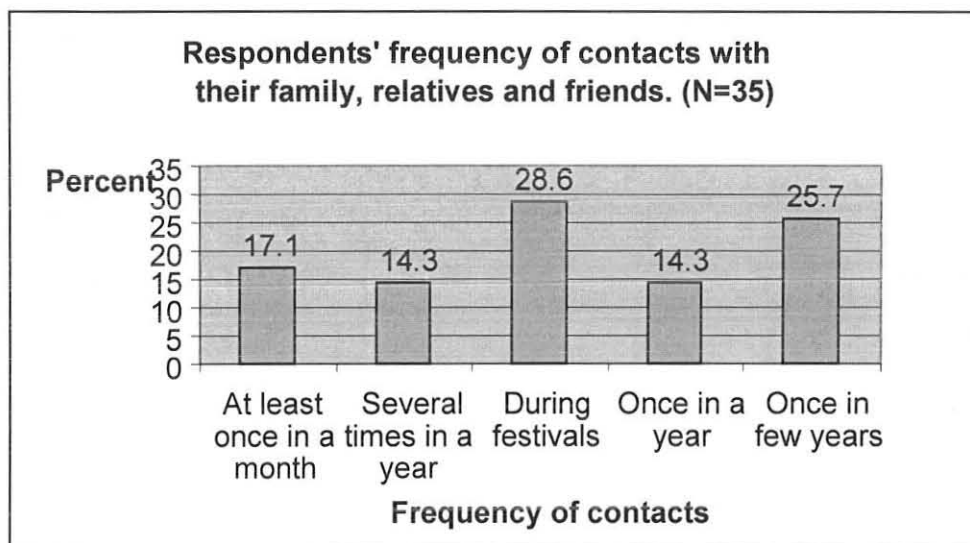 Respondents' frequency of contacts with
their family, relatives and friends. (N=35)
Percent
35
30
25
20
15
10
5
0
17.1
14.3
28.6
14.3
25.7
At least
once in a
month
Several
times in a
year
During
festivals
Once in a
year
Once in
few years
Frequency of contacts